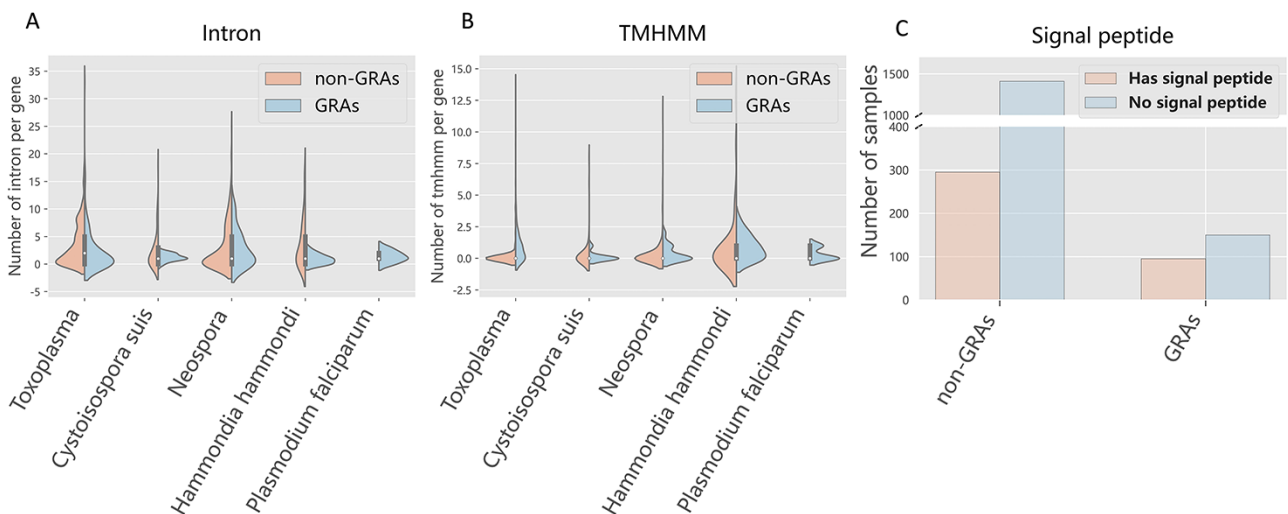 A
Intron
Number of intron per gene
35
30
25
20
15
10
5
0
-5
non-GRAs
GRAs
Toxoplasma
Cystoisospora suis
Neospora
Hammondia hammondi
Plasmodium falciparum
B
TMHMM
Number of tmhmm per gene
15.0
12.5
10.0
7.5
5.0
2.5
0.0
-2.5
non-GRAs
GRAs
Toxoplasma
Cystoisospora suis
Neospora
Hammondia hammondi
Plasmodium falciparum
C
Signal peptide
Number of samples
1500
1000
400
300
200
100
0
Has signal peptide
No signal peptide
non-GRAs
GRAs